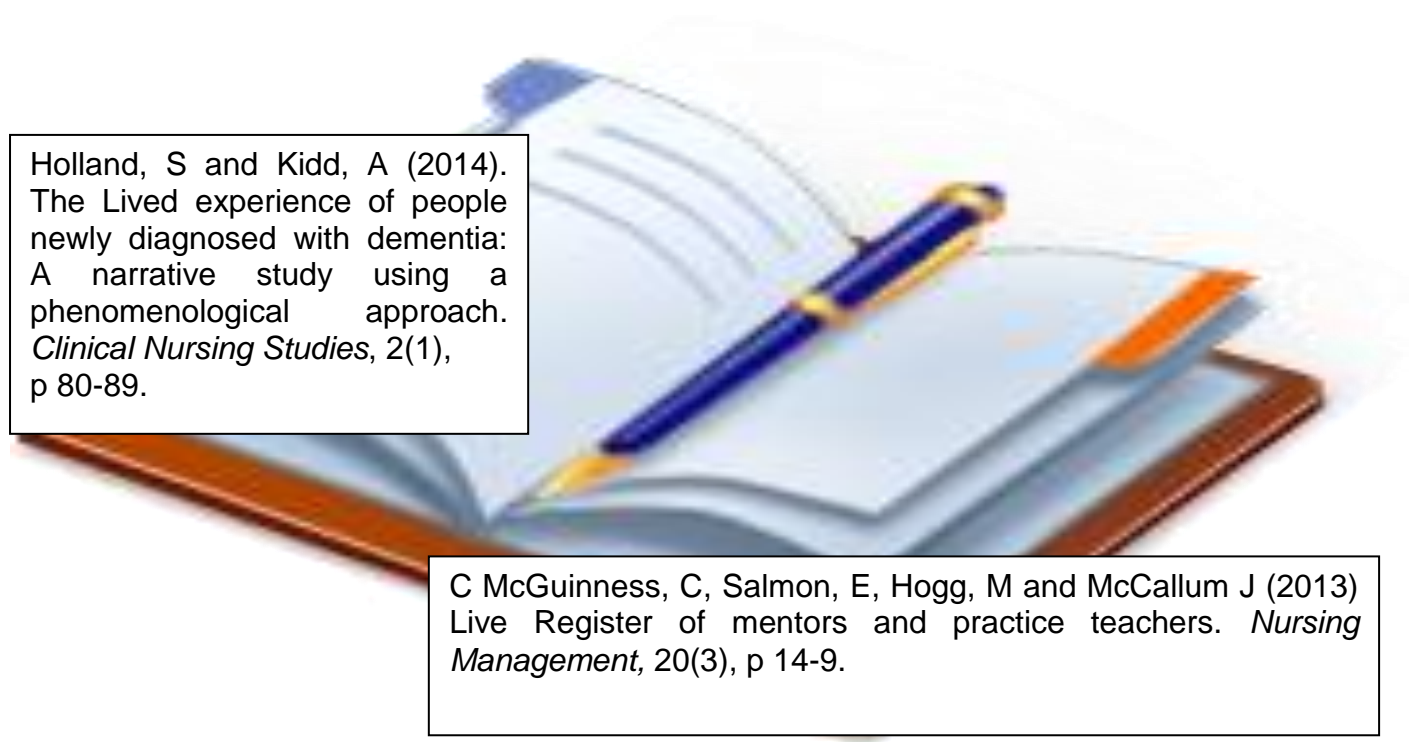 Holland, S and Kidd, A (2014).
The Lived experience of people
newly diagnosed with dementia:
A narrative study using a
phenomenological approach.
Clinical Nursing Studies, 2(1),
p 80-89.
C McGuinness, C, Salmon, E, Hogg, M and McCallum J (2013)
Live Register of mentors and practice teachers. Nursing
Management, 20(3), p 14-9.